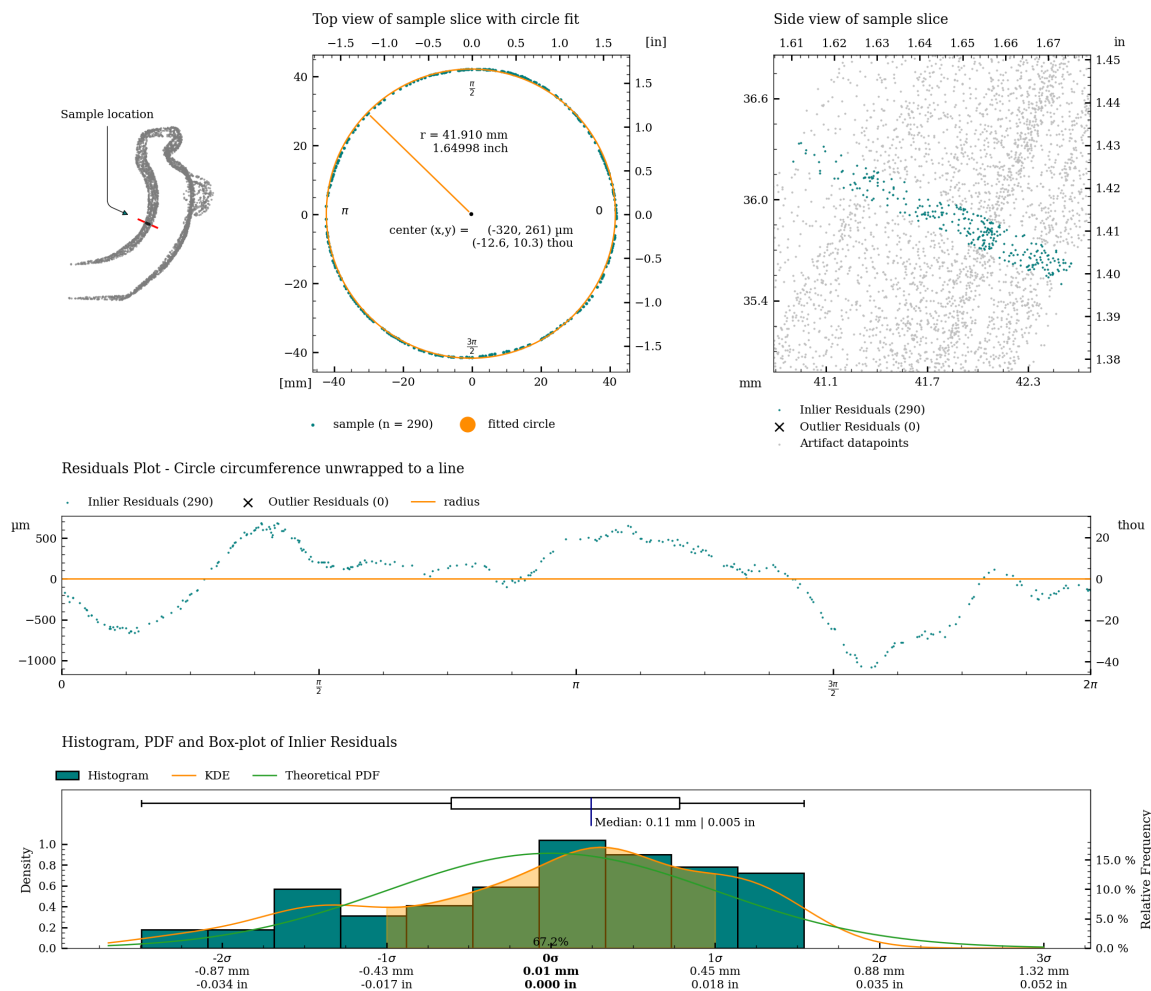 Top view of sample slice with circle fit
Side view of sample slice
−1.5 −1.0 −0.5 0.0 0.5 1.0 1.5 [in]
1.61 1.62 1.63 1.64 1.65 1.66 1.67 in
Sample location
40
20
0
−20
−40
π/2
r = 41.910 mm
1.64998 inch
π
0
center (x,y) = (-320, 261) µm
(-12.6, 10.3) thou
3π/2
1.5
1.0
0.5
0.0
−0.5
−1.0
−1.5
[mm] −40 −20 0 20 40
36.6
36.0
35.4
1.45
1.44
1.43
1.42
1.41
1.40
1.39
1.38
mm 41.1 41.7 42.3
sample (n = 290) fitted circle
Inlier Residuals (290)
Outlier Residuals (0)
Artifact datapoints
Residuals Plot - Circle circumference unwrapped to a line
Inlier Residuals (290) Outlier Residuals (0) radius
µm
500
0
−500
−1000
thou
20
0
−20
−40
0 π/2 π 3π/2 2π
Histogram, PDF and Box-plot of Inlier Residuals
Histogram KDE Theoretical PDF
Median: 0.11 mm | 0.005 in
Density
1.0
0.8
0.6
0.4
0.2
0.0
67.2%
Relative Frequency
15.0 %
10.0 %
5.0 %
0.0 %
-2σ -1σ 0σ 1σ 2σ 3σ
-0.87 mm -0.43 mm 0.01 mm 0.45 mm 0.88 mm 1.32 mm
-0.034 in -0.017 in 0.000 in 0.018 in 0.035 in 0.052 in